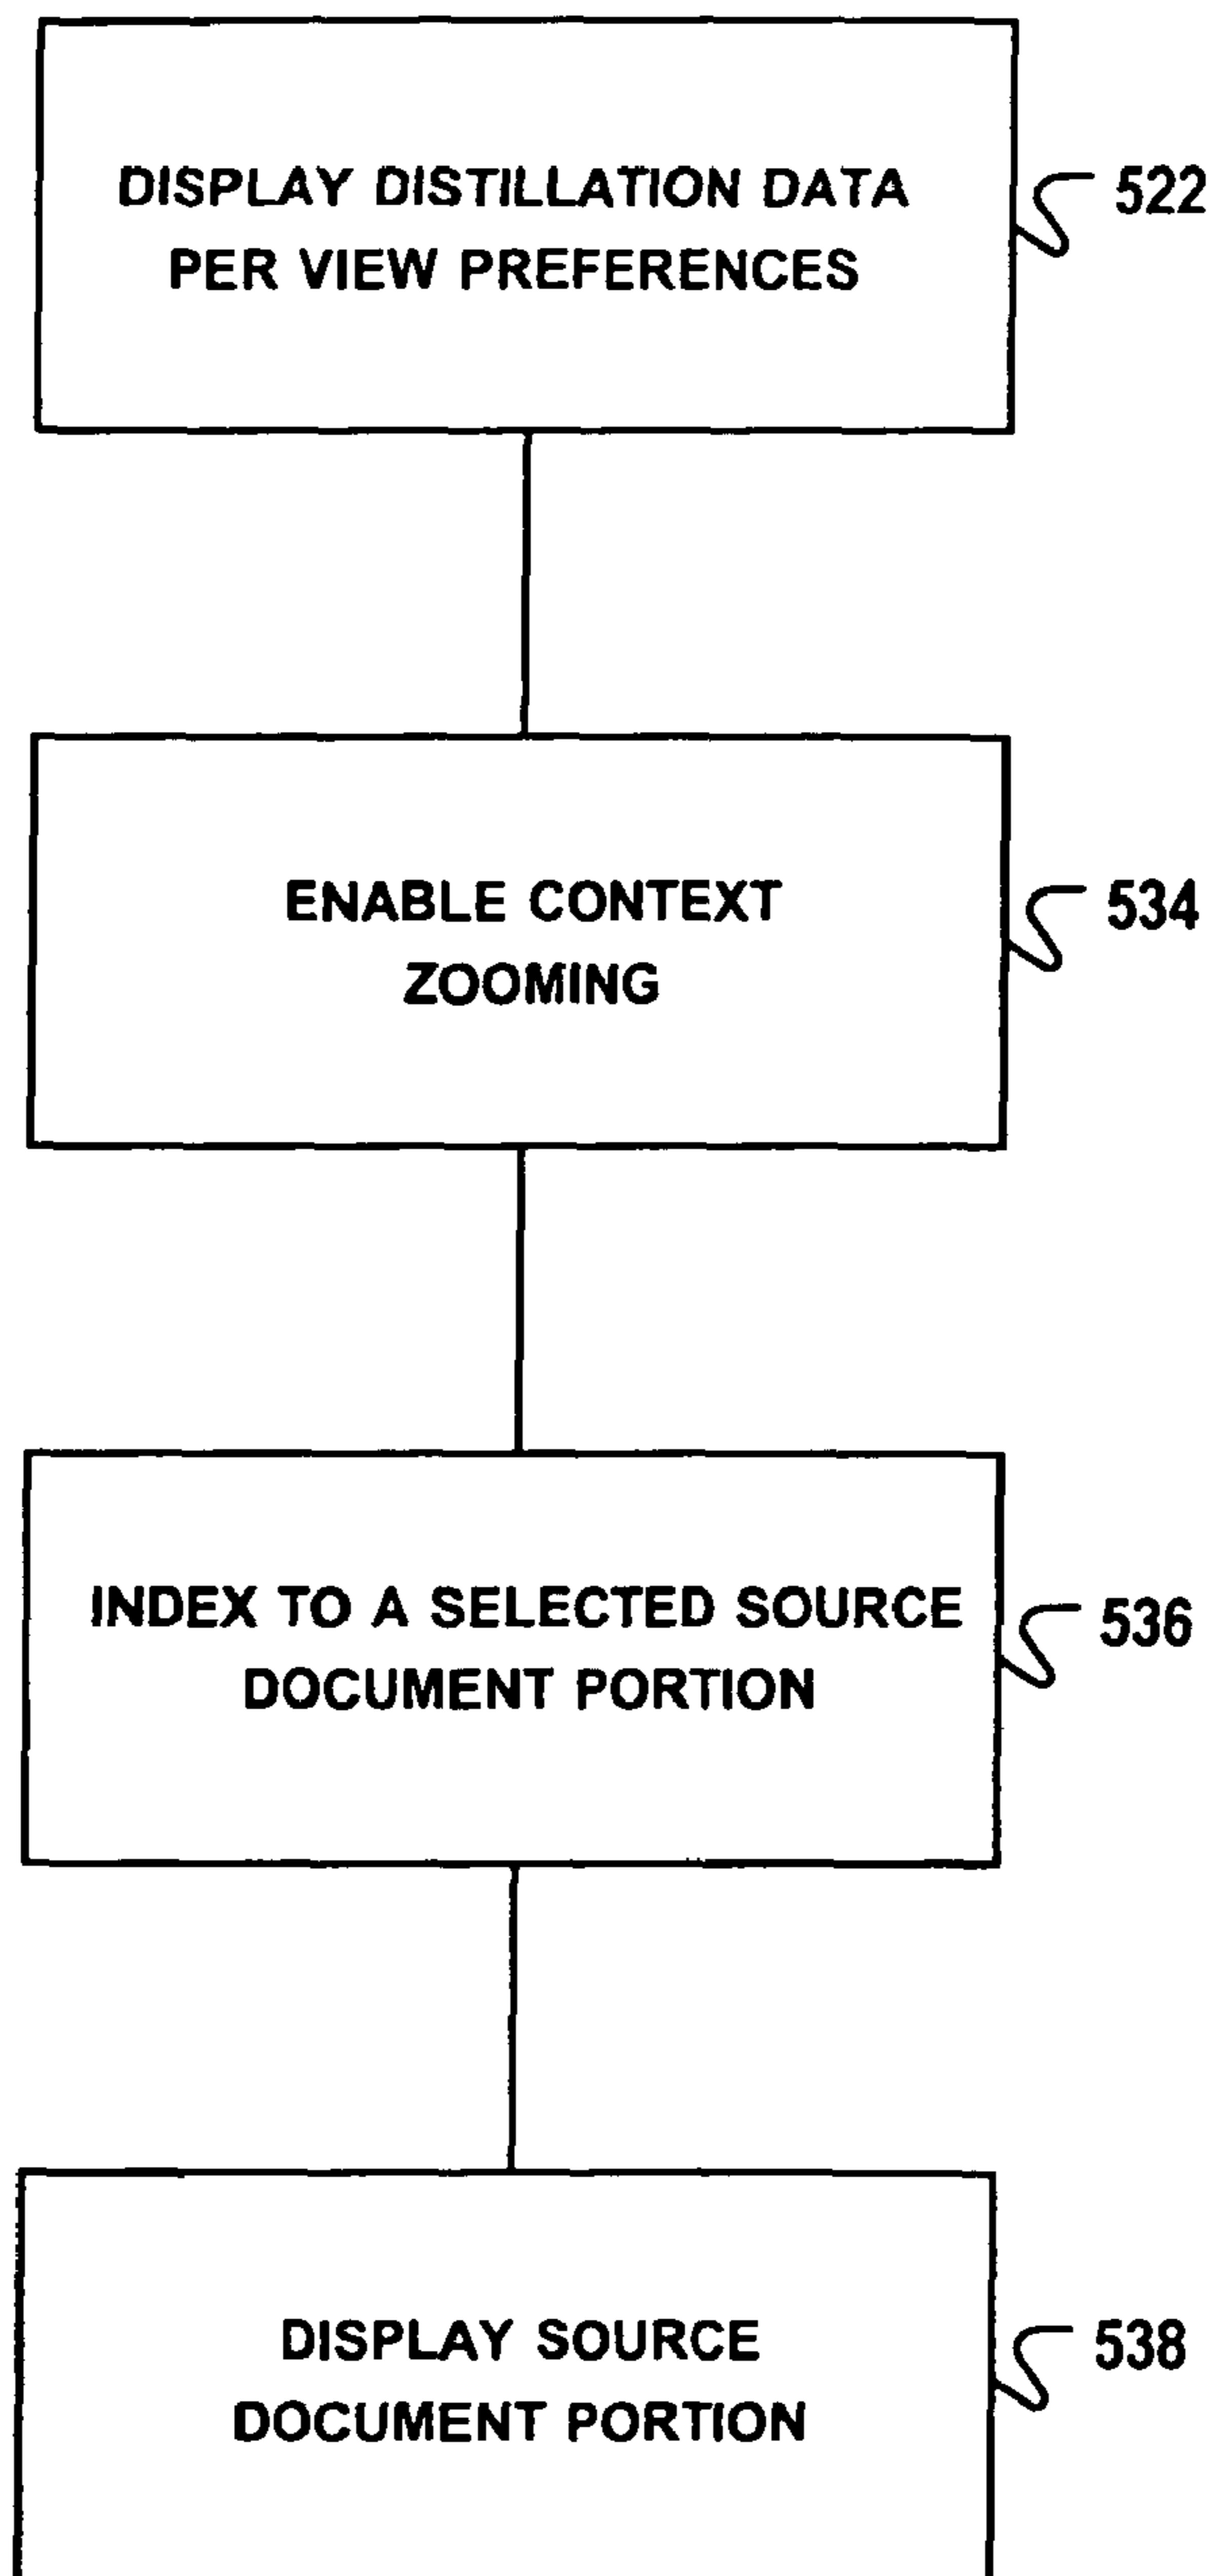 DISPLAY DISTILLATION DATA
PER VIEW PREFERENCES
522
ENABLE CONTEXT
ZOOMING
534
INDEX TO A SELECTED SOURCE
DOCUMENT PORTION
536
DISPLAY SOURCE
DOCUMENT PORTION
538